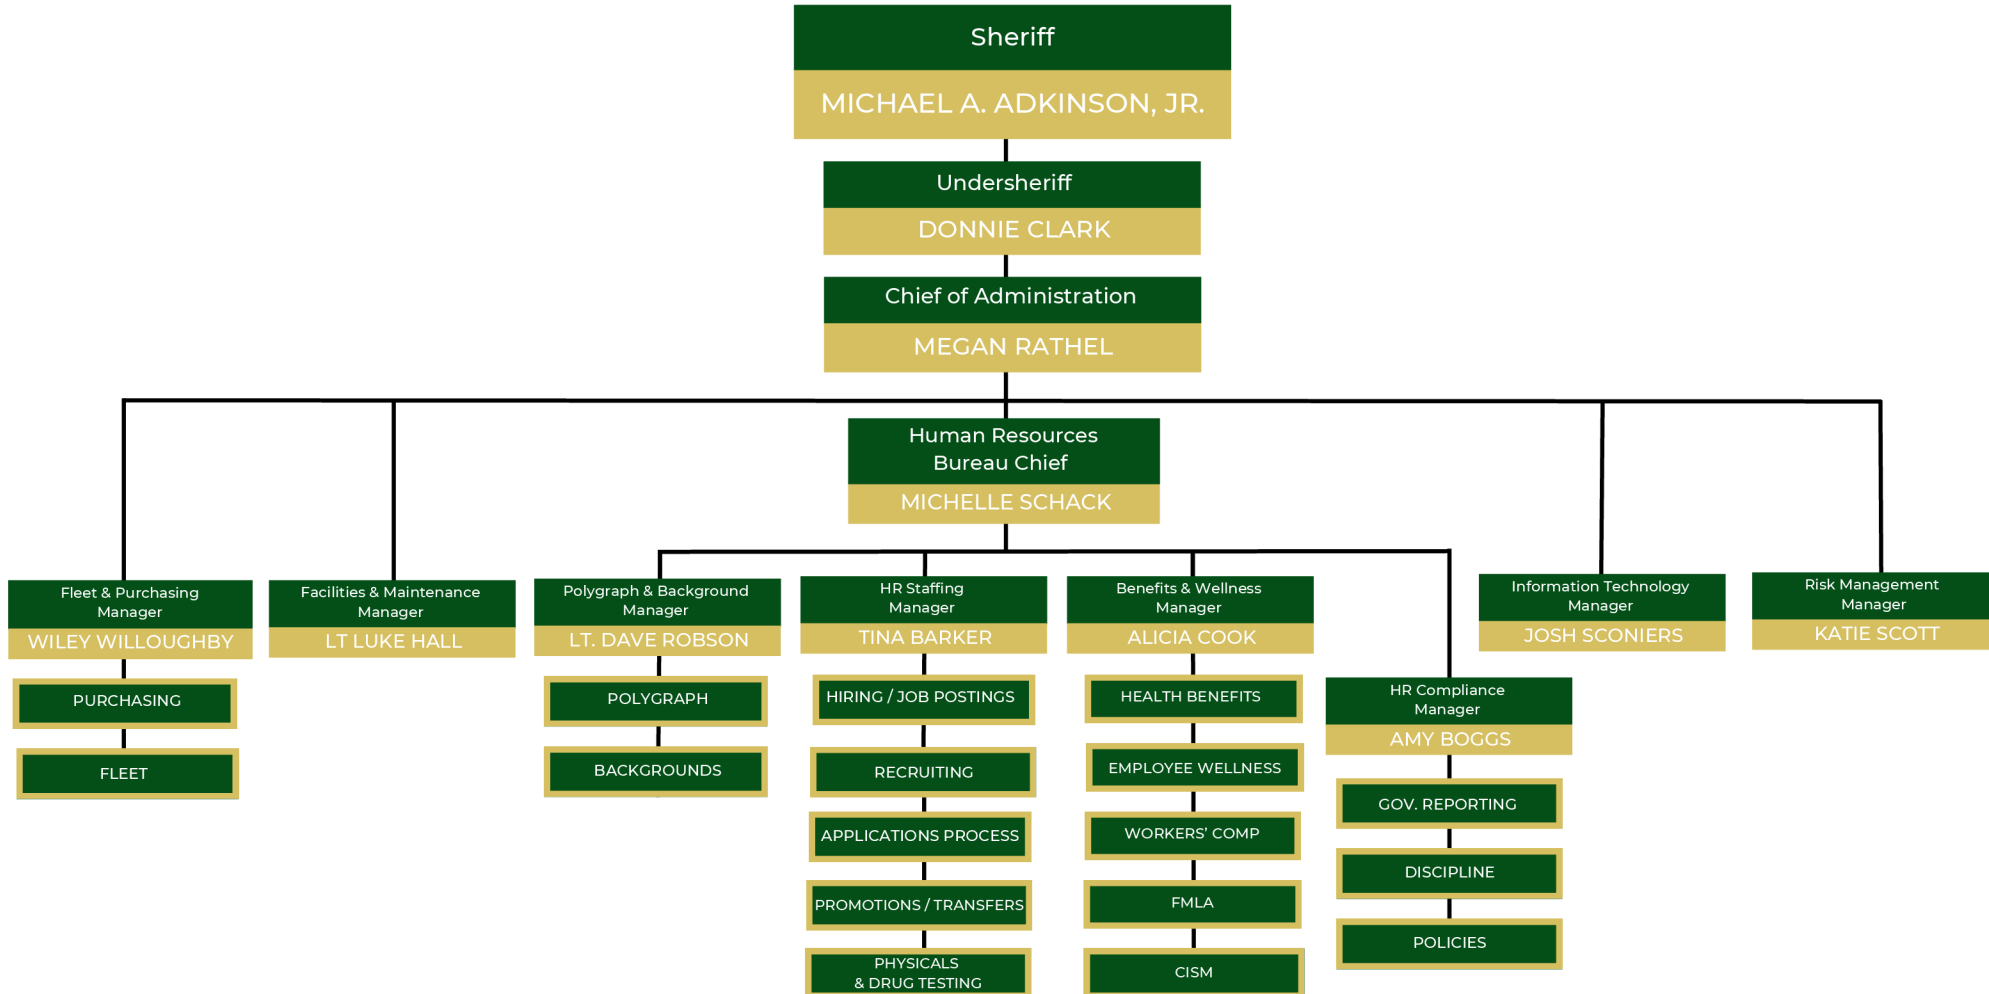 Sheriff
MICHAEL A. ADKINSON, JR.
Undersheriff
DONNIE CLARK
Chief of Administration
MEGAN RATHEL
Human Resources
Bureau Chief
MICHELLE SCHACK
Fleet & Purchasing
Manager
WILEY WILLOUGHBY
PURCHASING
FLEET
Facilities & Maintenance
Manager
LT LUKE HALL
Polygraph & Background
Manager
LT. DAVE ROBSON
POLYGRAPH
BACKGROUNDS
HR Staffing
Manager
TINA BARKER
HIRING / JOB POSTINGS
RECRUITING
APPLICATIONS PROCESS
PROMOTIONS / TRANSFERS
PHYSICALS
& DRUG TESTING
Benefits & Wellness
Manager
ALICIA COOK
HEALTH BENEFITS
EMPLOYEE WELLNESS
WORKERS’ COMP
FMLA
CISM
HR Compliance
Manager
AMY BOGGS
GOV. REPORTING
DISCIPLINE
POLICIES
Information Technology
Manager
JOSH SCONIERS
Risk Management
Manager
KATIE SCOTT